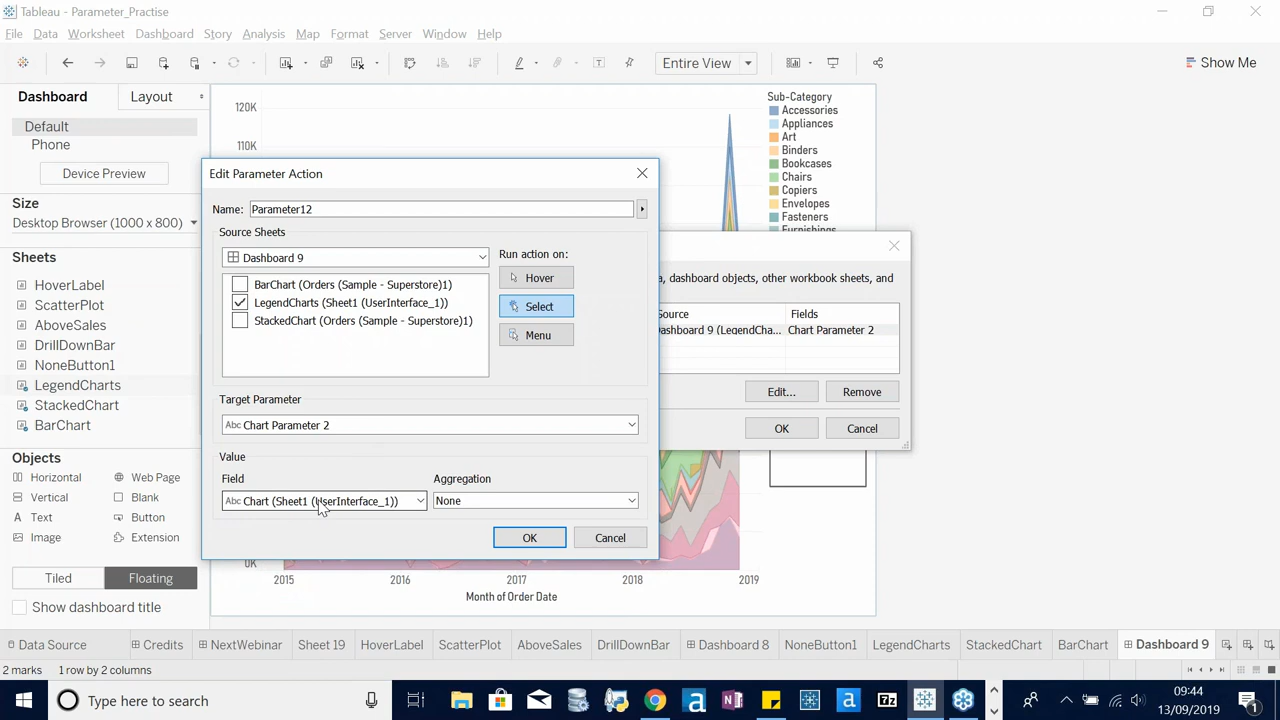 Tableau - Parameter_Practise
File Data Worksheet Dashboard Story Analysis Map Format Server Window Help
Entire View
Show Me
Dashboard Layout
Default
Phone
Device Preview
Size
Desktop Browser (1000 x 800)
Sheets
HoverLabel
ScatterPlot
AboveSales
DrillDownBar
NoneButton1
LegendCharts
StackedChart
BarChart
Objects
Horizontal Web Page
Vertical Blank
Text Button
Image Extension
Tiled Floating
Show dashboard title
120K
110K
Sub-Category
Accessories
Appliances
Art
Binders
Bookcases
Chairs
Copiers
Envelopes
Fasteners
Edit Parameter Action
Name: Parameter12
Source Sheets
Dashboard 9
BarChart (Orders (Sample - Superstore)1)
LegendCharts (Sheet1 (UserInterface_1))
StackedChart (Orders (Sample - Superstore)1)
Run action on:
Hover
Select
Menu
Target Parameter
Abc Chart Parameter 2
Value
Field Aggregation
Abc Chart (Sheet1 (UserInterface_1)) None
OK Cancel
a, dashboard objects, other workbook sheets, and
Source Fields
Dashboard 9 (LegendCha... Chart Parameter 2
Edit... Remove
OK Cancel
0K
2015 2016 2017 2018 2019
Month of Order Date
Data Source Credits NextWebinar Sheet 19 HoverLabel ScatterPlot AboveSales DrillDownBar Dashboard 8 NoneButton1 LegendCharts StackedChart BarChart Dashboard 9
2 marks 1 row by 2 columns
Type here to search
09:44
13/09/2019
1